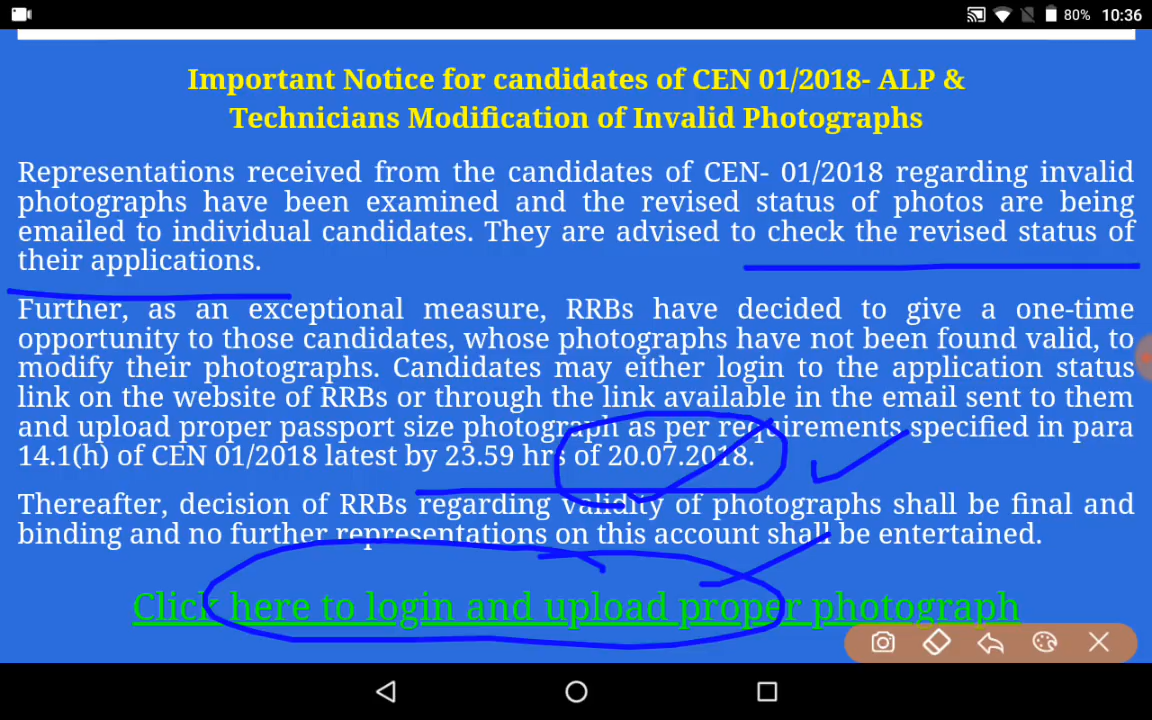 80% 10:36
Important Notice for candidates of CEN 01/2018- ALP &
Technicians Modification of Invalid Photographs
Representations received from the candidates of CEN- 01/2018 regarding invalid
photographs have been examined and the revised status of photos are being
emailed to individual candidates. They are advised to check the revised status of
their applications.
Further, as an exceptional measure, RRBs have decided to give a one-time
opportunity to those candidates, whose photographs have not been found valid, to
modify their photographs. Candidates may either login to the application status
link on the website of RRBs or through the link available in the email sent to them
and upload proper passport size photograph as per requirements specified in para
14.1(h) of CEN 01/2018 latest by 23.59 hrs of 20.07.2018.
Thereafter, decision of RRBs regarding validity of photographs shall be final and
binding and no further representations on this account shall be entertained.
Click here to login and upload proper photograph